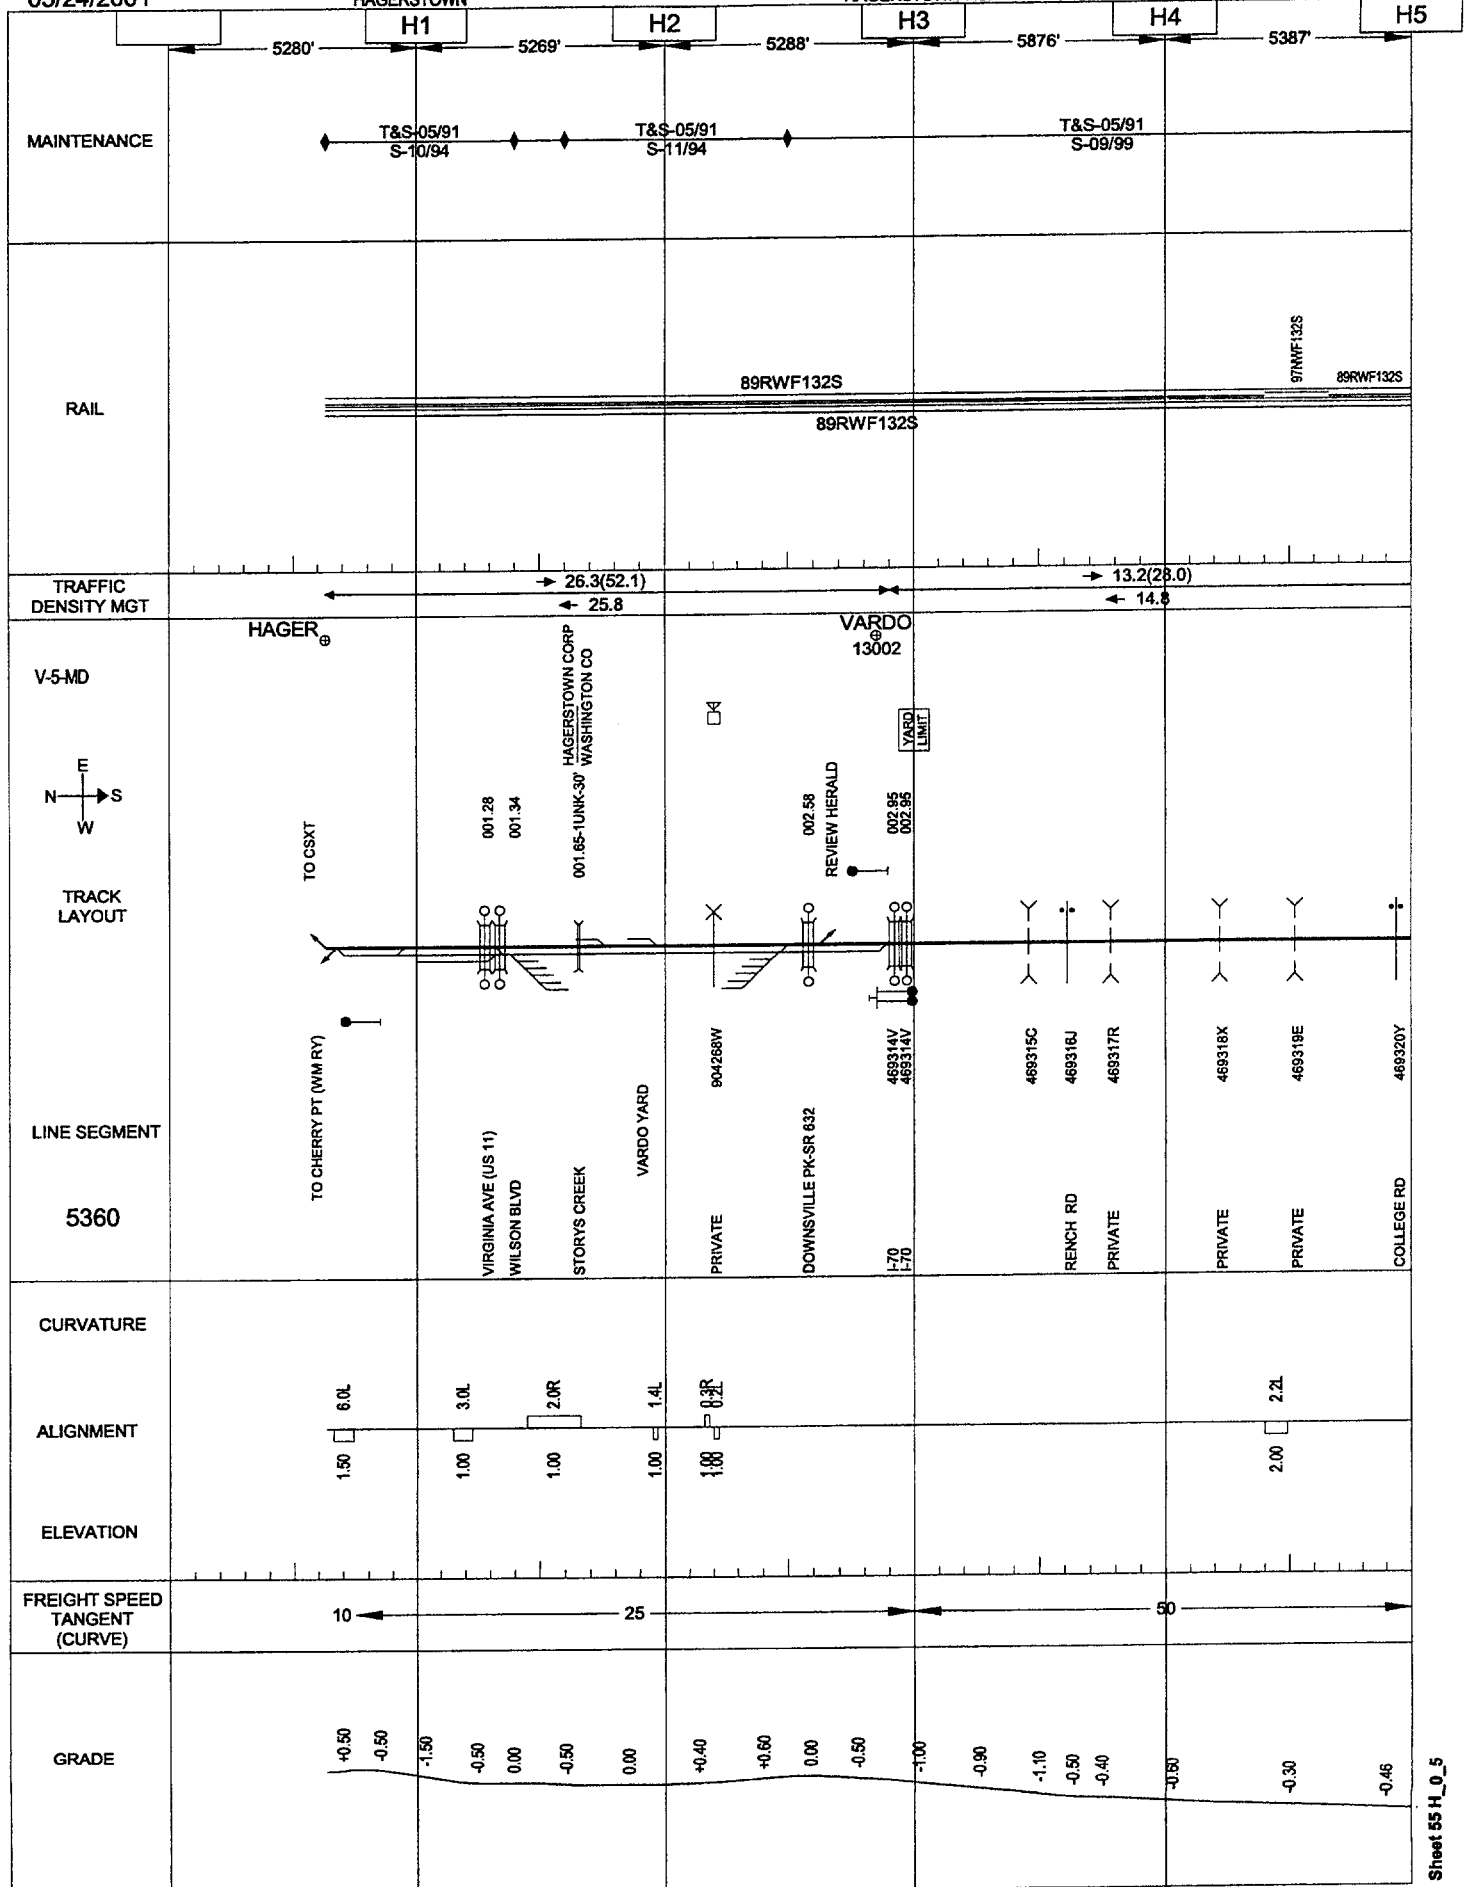 HAGERSTOWN
H1
H2
H3
H4
H5
5280'
5269'
5288'
5876'
5387'
MAINTENANCE
T&S-05/91
S-10/94
T&S-05/91
S-11/94
T&S-05/91
S-09/99
RAIL
89RWF132S
89RWF132S
97NWF132S
89RWF132S
TRAFFIC
DENSITY MGT
26.3(52.1)
25.8
13.2(28.0)
14.8
HAGER
VARDO
13002
V-5-MD
E
N
S
W
TRACK
LAYOUT
LINE SEGMENT
5360
TO CSXT
001.28
001.34
001.65-1UNK-30'
HAGERSTOWN CORP
WASHINGTON CO
002.58
REVIEW HERALD
002.95
002.95
YARD
LIMIT
TO CHERRY PT (WM RY)
VIRGINIA AVE (US 11)
WILSON BLVD
STORYS CREEK
VARDO YARD
904268W
PRIVATE
DOWNSVILLE PK-SR 632
469314V
469314V
I-70
I-70
469315C
469316J
RENCH RD
469317R
PRIVATE
469318X
PRIVATE
469319E
PRIVATE
469320Y
COLLEGE RD
CURVATURE
6.0L
3.0L
2.0R
1.4L
0.3R
0.2L
2.2L
ALIGNMENT
1.50
1.00
1.00
1.00
1.00
1.00
2.00
ELEVATION
FREIGHT SPEED
TANGENT
(CURVE)
10
25
50
GRADE
+0.50
-0.50
-1.50
-0.50
0.00
-0.50
0.00
+0.40
+0.60
0.00
-0.50
-1.00
-0.90
-1.10
-0.50
-0.40
-0.60
-0.30
-0.46
Sheet 55 H_0_5